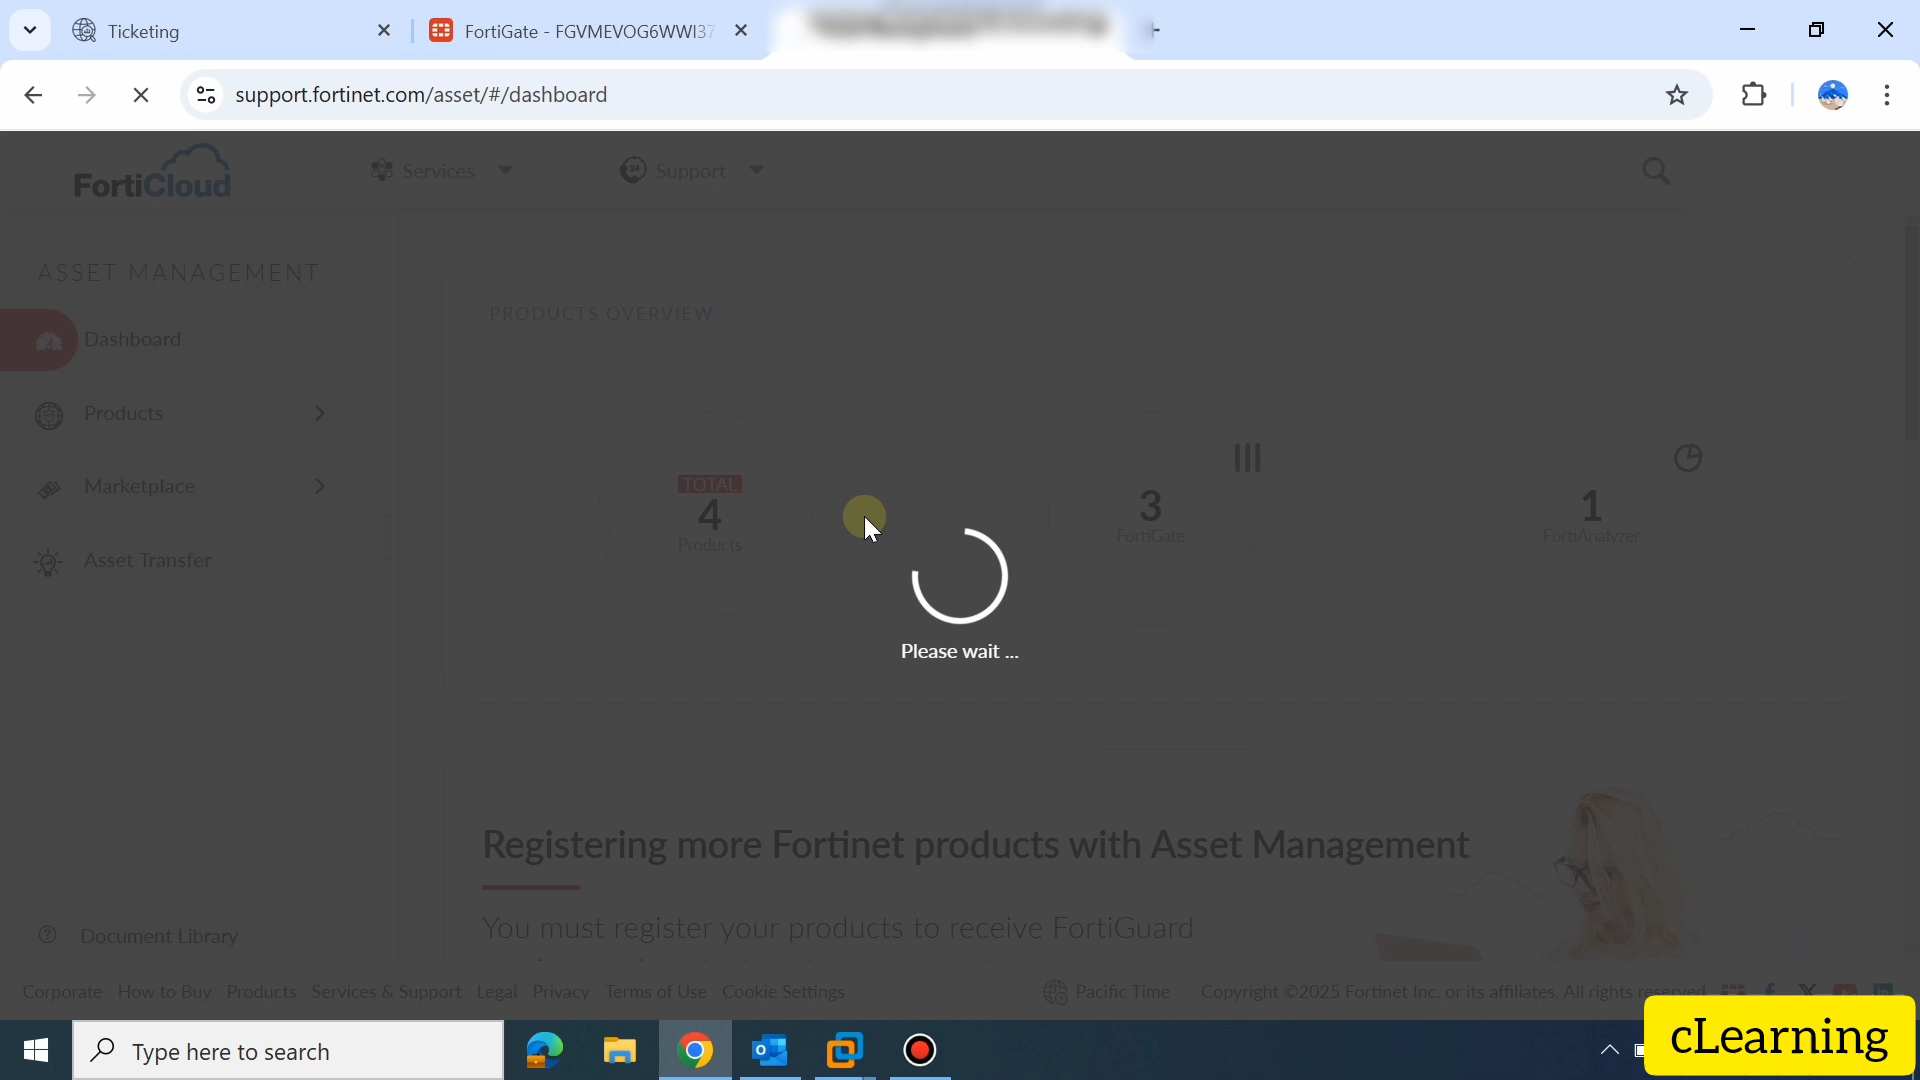 Ticketing
FortiGate - FGVMEVOG6WWI37
support.fortinet.com/asset/#/dashboard
FortiCloud
Services
Support
ASSET MANAGEMENT
Dashboard
Products
Marketplace
Asset Transfer
Document Library
PRODUCTS OVERVIEW
TOTAL
4
Products
3
FortiGate
1
FortiAnalyzer
Please wait ...
Registering more Fortinet products with Asset Management
You must register your products to receive FortiGuard
Corporate How to Buy Products Services & Support Legal Privacy Terms of Use Cookie Settings
Pacific Time Copyright ©2025 Fortinet Inc. or its affiliates. All rights reserved
Type here to search
cLearning